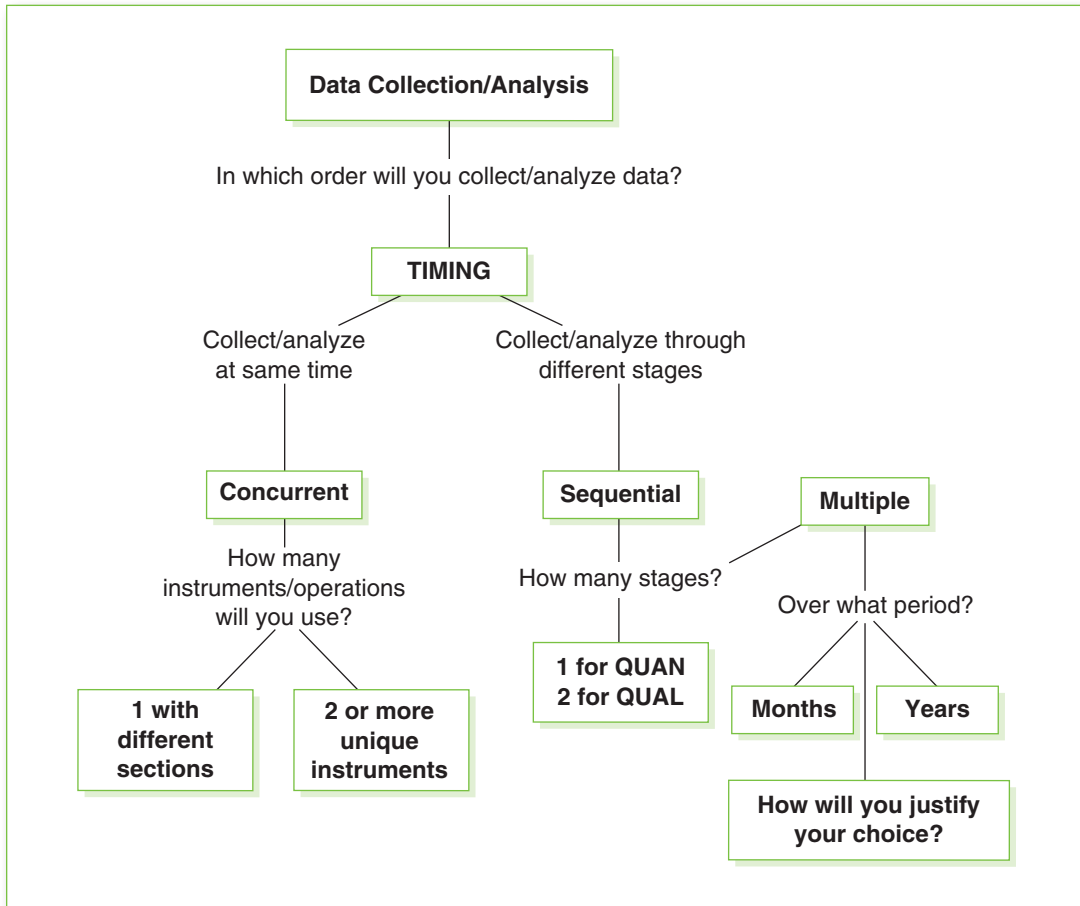 Data Collection/Analysis
In which order will you collect/analyze data?
TIMING
Collect/analyze
at same time
Collect/analyze through
different stages
Concurrent
Sequential
Multiple
How many
instruments/operations
will you use?
How many stages?
Over what period?
1 with
different
sections
2 or more
unique
instruments
1 for QUAN
2 for QUAL
Months
Years
How will you justify
your choice?